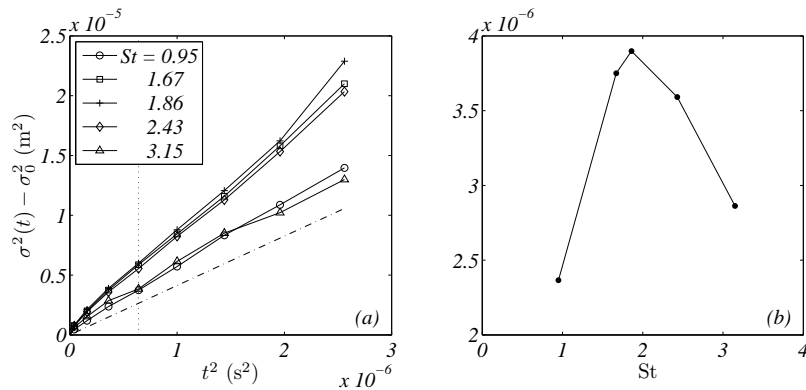 x 10⁻⁵
2.5
2
1.5
1
0.5
0
σ²(t) − σ₀² (m²)
St = 0.95
1.67
1.86
2.43
3.15
(a)
0 1 2 3
t² (s²)
x 10⁻⁶
x 10⁻⁶
4
3.5
3
2.5
2
(b)
0 1 2 3 4
St